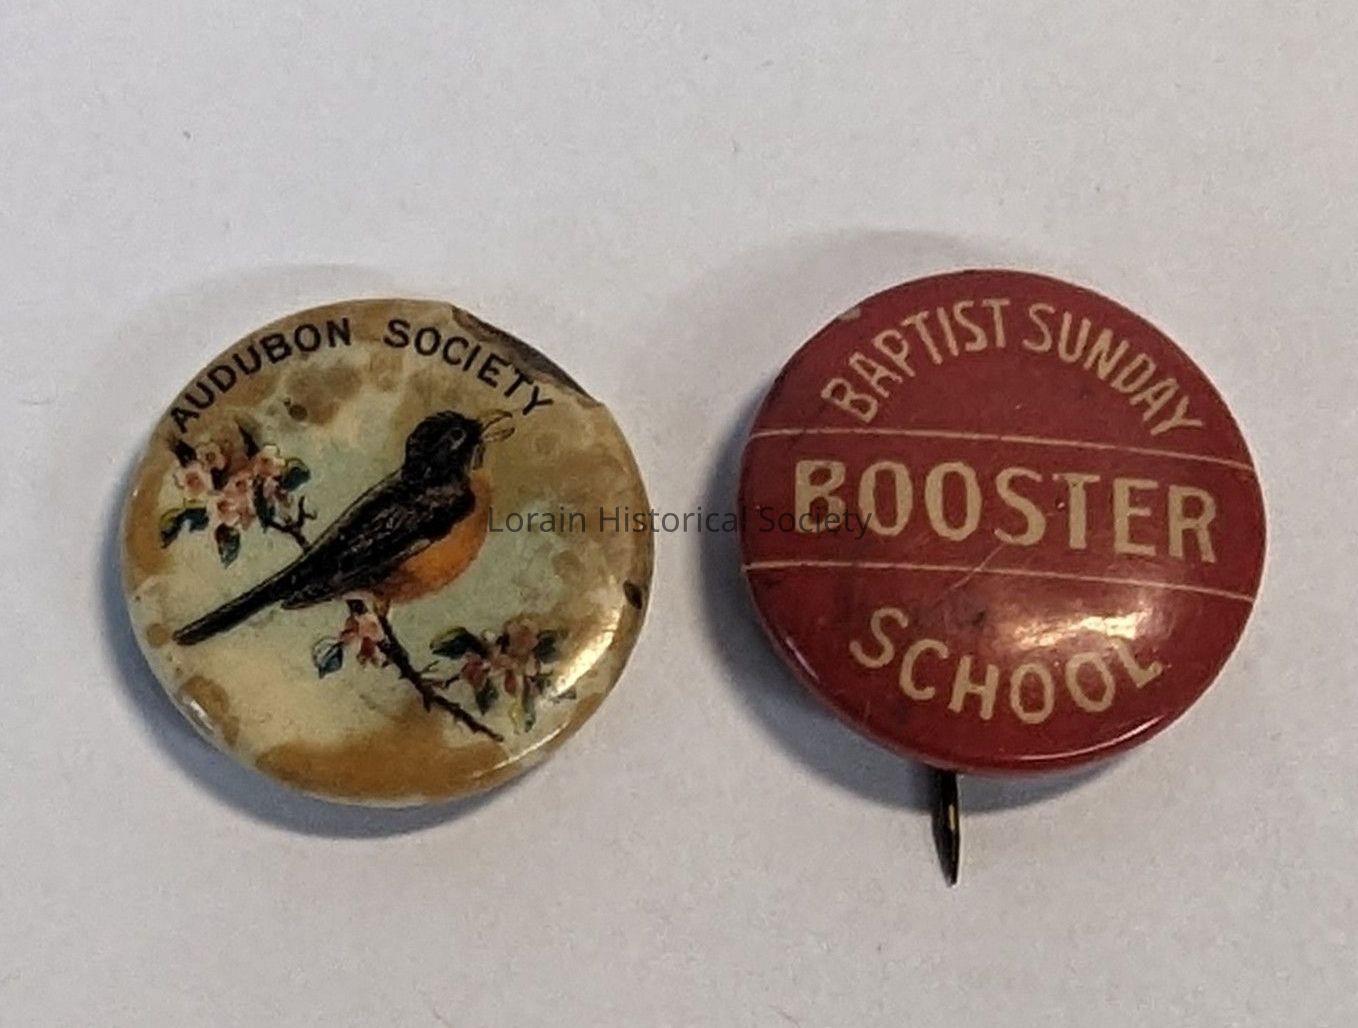 AUDUBON SOCIETY
BAPTIST SUNDAY
BOOSTER
SCHOOL
Lorain Historical Society